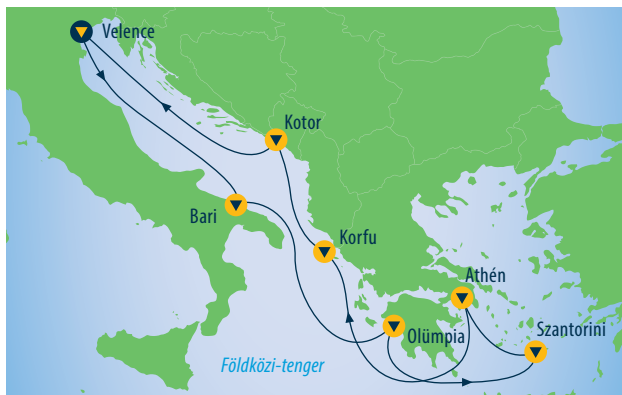 Velence
Kotor
Bari
Korfu
Athén
Olümpia
Szantorini
Földközi-tenger